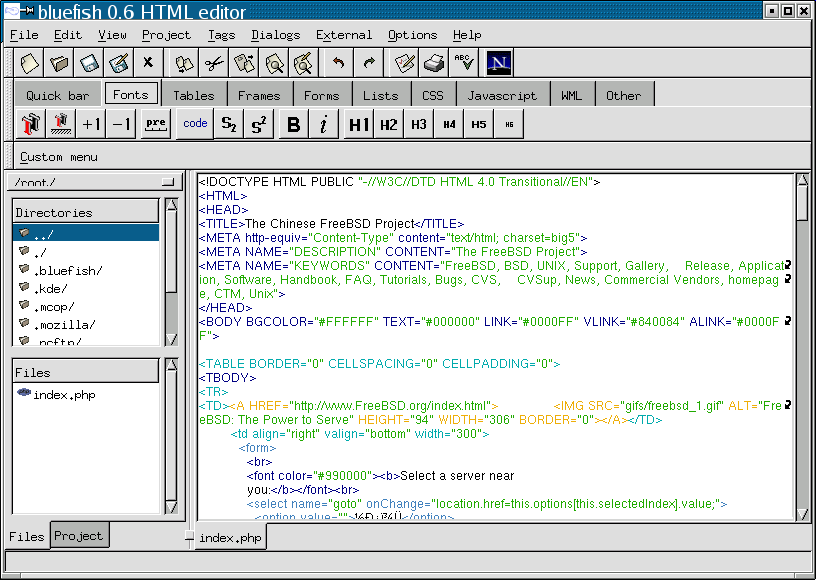 bluefish 0.6 HTML editor
File Edit View Project Tags Dialogs External Options Help
ABC N
Quick bar Fonts Tables Frames Forms Lists CSS Javascript WML Other
+1 -1 pre code S2 S2 B i H1 H2 H3 H4 H5 H6
Custom menu
/root/
Directories
../
./
.bluefish/
.kde/
.mcop/
.mozilla/
.ncftp/
Files
index.php
Files Project
<!DOCTYPE HTML PUBLIC "-//W3C//DTD HTML 4.0 Transitional//EN">
<HTML>
<HEAD>
<TITLE>The Chinese FreeBSD Project</TITLE>
<META http-equiv="Content-Type" content="text/html; charset=big5">
<META NAME="DESCRIPTION" CONTENT="The FreeBSD Project">
<META NAME="KEYWORDS" CONTENT="FreeBSD, BSD, UNIX, Support, Gallery, Release, Applicat
ion, Software, Handbook, FAQ, Tutorials, Bugs, CVS, CVSup, News, Commercial Vendors, homepag
e, CTM, Unix">
</HEAD>
<BODY BGCOLOR="#FFFFFF" TEXT="#000000" LINK="#0000FF" VLINK="#840084" ALINK="#0000F
F">
<TABLE BORDER="0" CELLSPACING="0" CELLPADDING="0">
<TBODY>
<TR>
<TD><A HREF="http://www.FreeBSD.org/index.html"> <IMG SRC="gifs/freebsd_1.gif" ALT="Fre
eBSD: The Power to Serve" HEIGHT="94" WIDTH="306" BORDER="0"></A></TD>
<td align="right" valign="bottom" width="300">
<form>
<br>
<font color="#990000"><b>Select a server near
you:</b></font><br>
<select name="goto" onChange="location.href=this.options[this.selectedIndex].value;">
<option value="">
</option>
index.php